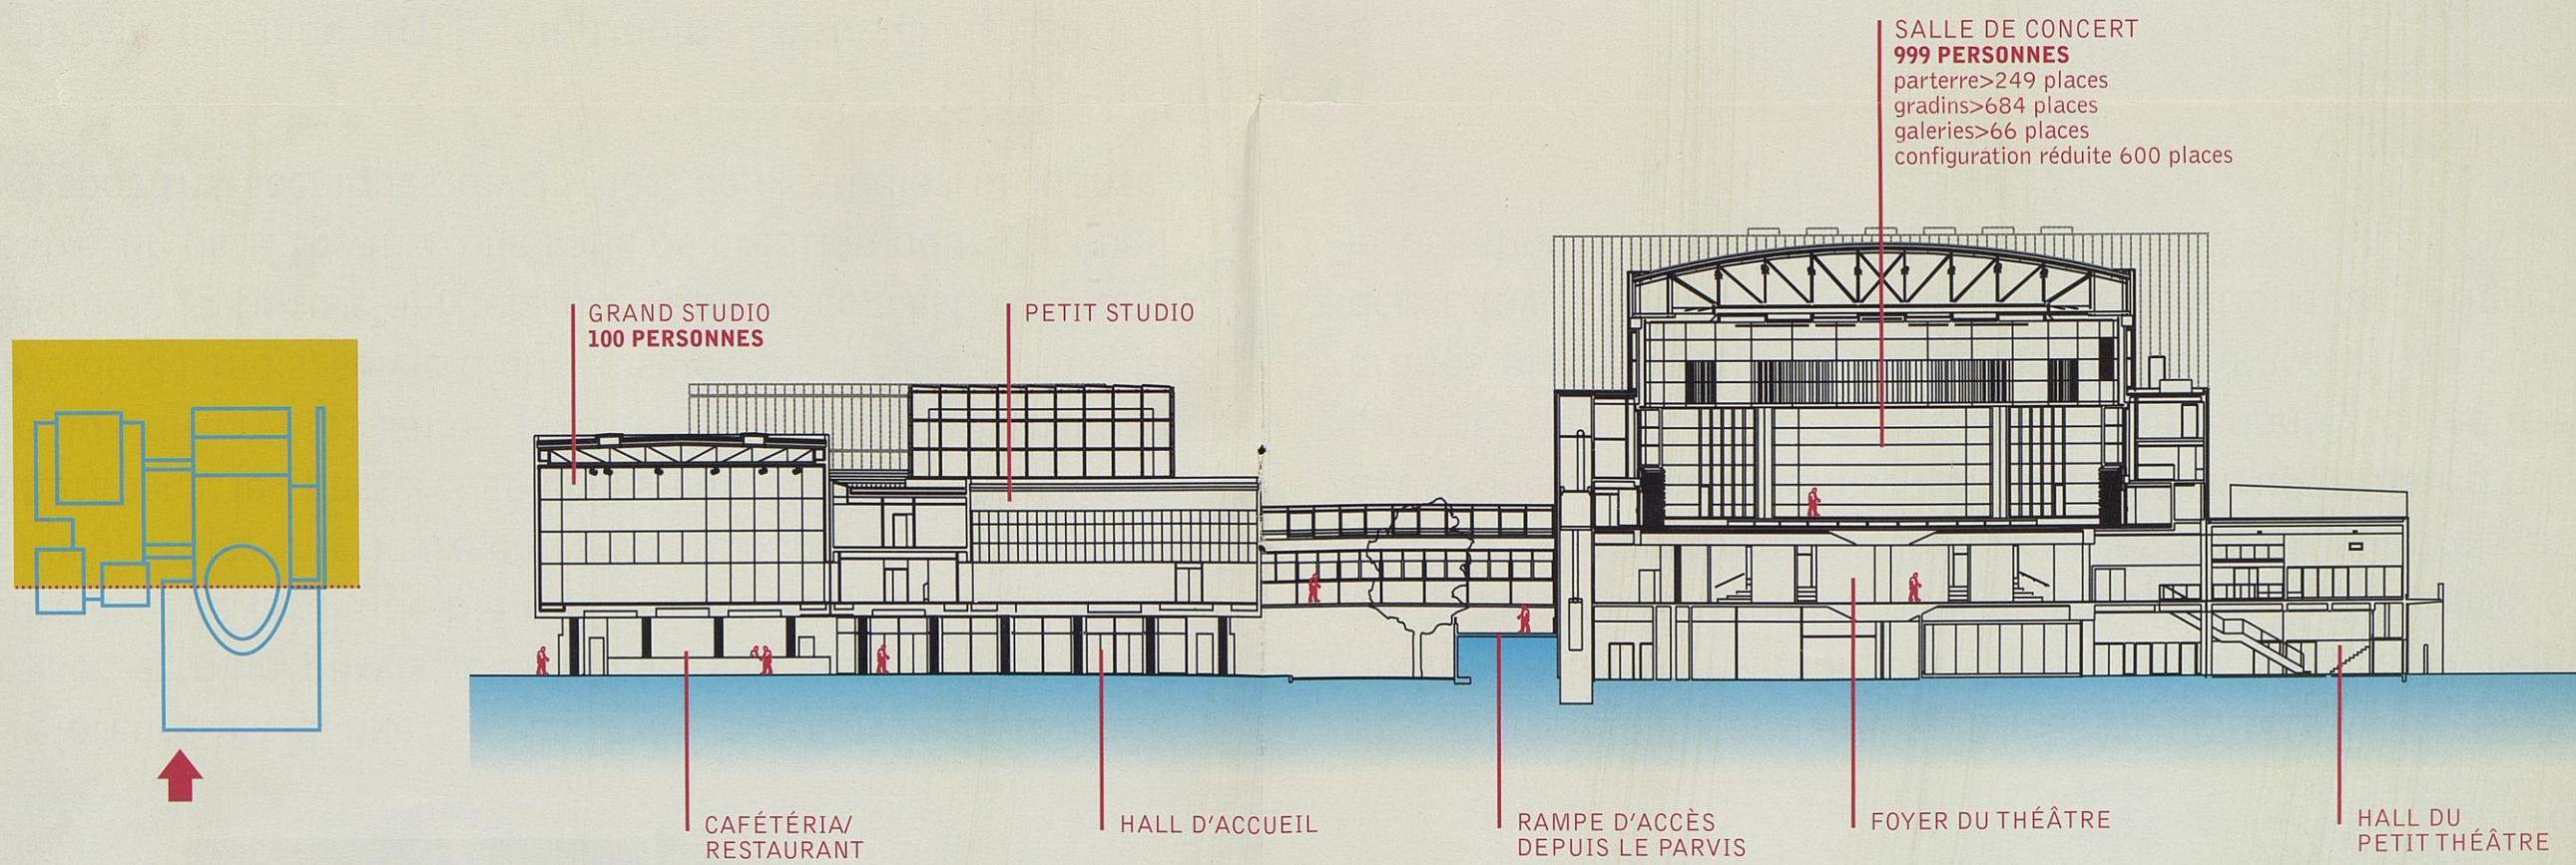 SALLE DE CONCERT
999 PERSONNES
parterre>249 places
gradins>684 places
galeries>66 places
configuration réduite 600 places
GRAND STUDIO
100 PERSONNES
PETIT STUDIO
CAFÉTÉRIA/
RESTAURANT
HALL D'ACCUEIL
RAMPE D'ACCÈS
DEPUIS LE PARVIS
FOYER DU THÉÂTRE
HALL DU
PETIT THÉÂTRE